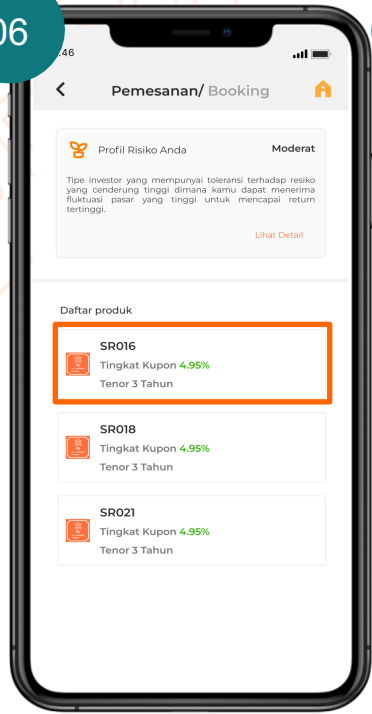 06
:46
Pemesanan/ Booking
Profil Risiko Anda
Moderat
Tipe investor yang mempunyai toleransi terhadap resiko
yang cenderung tinggi dimana kamu dapat menerima
fluktuasi pasar yang tinggi untuk mencapai return
tertinggi.
Lihat Detail
Daftar produk
SR016
Tingkat Kupon 4.95%
Tenor 3 Tahun
SR018
Tingkat Kupon 4.95%
Tenor 3 Tahun
SR021
Tingkat Kupon 4.95%
Tenor 3 Tahun